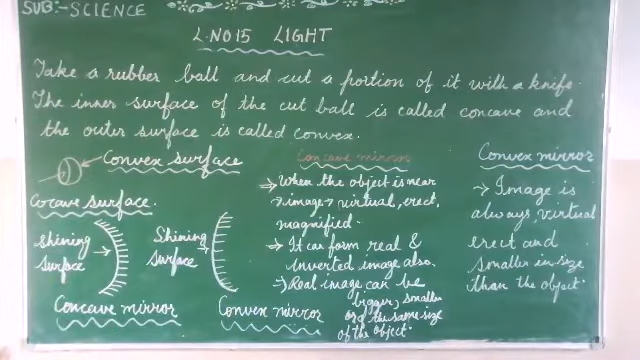 SUB:- SCIENCE
L.NO 15 LIGHT
Take a rubber ball and cut a portion of it with a knife.
The inner surface of the cut ball is called concave and
the outer surface is called convex.
Convex surface
Cocave surface.
Shining
surface
Concave mirror
Shining
surface
Convex mirror
Concave mirror
⇒ When the object is near
→ image → virtual, erect,
magnified.
⇒ It can form real &
inverted image also.
→ Real image can be
bigger, smaller
or of the same size
of the object.
Convex mirror
→ Image is
always, virtual
erect and
smaller in size
than the object.